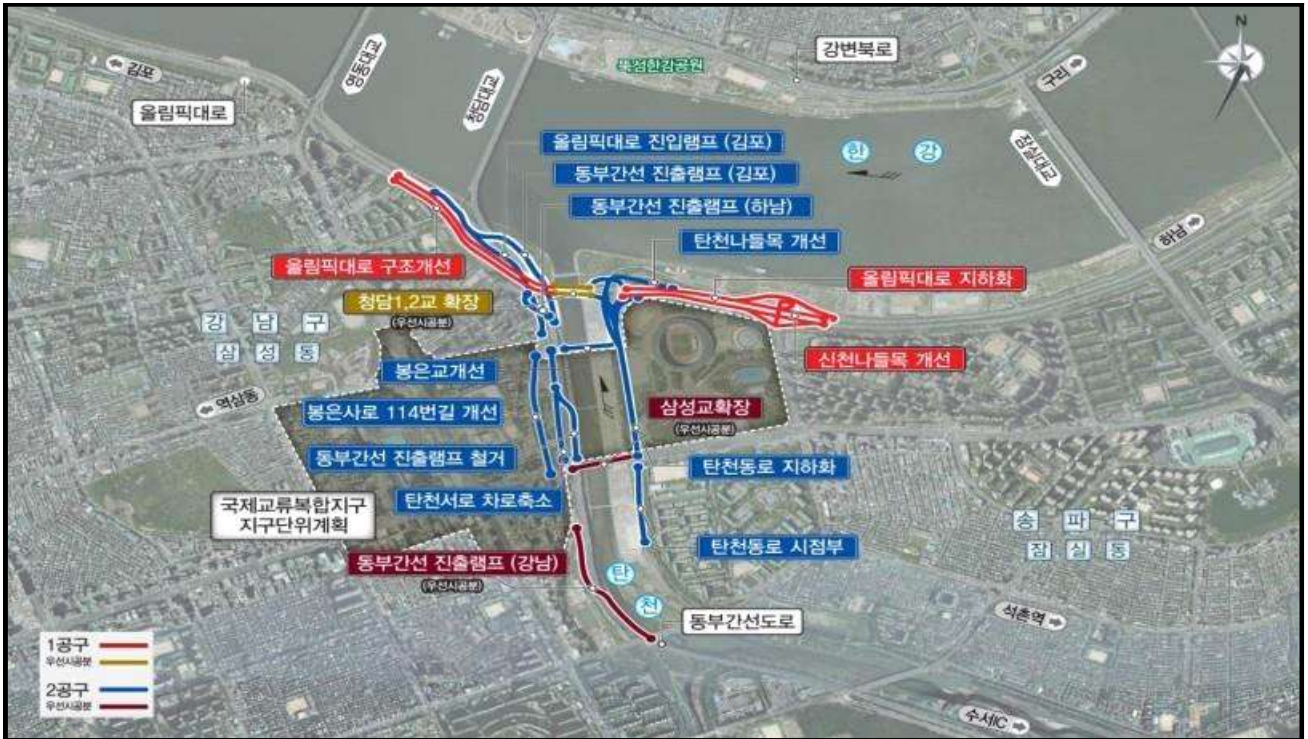 N
김포
영동대교
청담대교
뚝섬한강공원
강변북로
구리
올림픽대로
잠실대교
한 강
올림픽대로 진입램프 (김포)
동부간선 진출램프 (김포)
동부간선 진출램프 (하남)
탄천나들목 개선
하남
올림픽대로 구조개선
올림픽대로 지하화
청담1,2교 확장
(우선시공분)
강 남 구
삼 성 동
신천나들목 개선
봉은교개선
역삼동
봉은사로 114번길 개선
삼성교확장
(우선시공분)
동부간선 진출램프 철거
탄천동로 지하화
국제교류복합지구
지구단위계획
탄천서로 차로축소
송 파 구
잠 실 동
탄천동로 시점부
동부간선 진출램프 (강남)
(우선시공분)
탄
천
동부간선도로
석촌역
1공구
우선시공분
2공구
우선시공분
수서IC